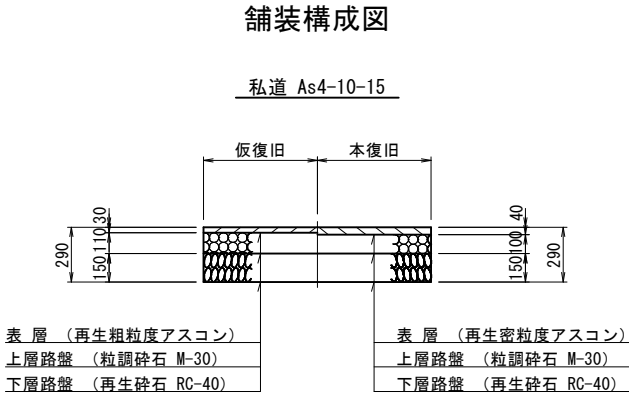 舗装構成図
私道 As4-10-15
仮復旧
本復旧
30
110
150
290
40
100
150
290
表 層 （再生粗粒度アスコン）
上層路盤 （粒調砕石 M-30）
下層路盤 （再生砕石 RC-40）
表 層 （再生密粒度アスコン）
上層路盤 （粒調砕石 M-30）
下層路盤 （再生砕石 RC-40）